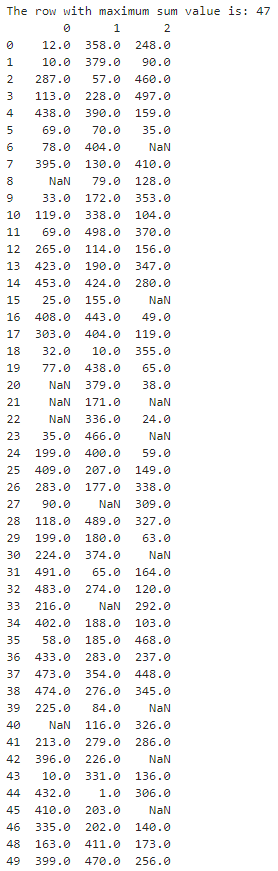 The row with maximum sum value is: 47
0 1 2
0 12.0 358.0 248.0
1 10.0 379.0 90.0
2 287.0 57.0 460.0
3 113.0 228.0 497.0
4 438.0 390.0 159.0
5 69.0 70.0 35.0
6 78.0 404.0 NaN
7 395.0 130.0 410.0
8 NaN 79.0 128.0
9 33.0 172.0 353.0
10 119.0 338.0 104.0
11 69.0 498.0 370.0
12 265.0 114.0 156.0
13 423.0 190.0 347.0
14 453.0 424.0 280.0
15 25.0 155.0 NaN
16 408.0 443.0 49.0
17 303.0 404.0 119.0
18 32.0 10.0 355.0
19 77.0 438.0 65.0
20 NaN 379.0 38.0
21 NaN 171.0 NaN
22 NaN 336.0 24.0
23 35.0 466.0 NaN
24 199.0 400.0 59.0
25 409.0 207.0 149.0
26 283.0 177.0 338.0
27 90.0 NaN 309.0
28 118.0 489.0 327.0
29 199.0 180.0 63.0
30 224.0 374.0 NaN
31 491.0 65.0 164.0
32 483.0 274.0 120.0
33 216.0 NaN 292.0
34 402.0 188.0 103.0
35 58.0 185.0 468.0
36 433.0 283.0 237.0
37 473.0 354.0 448.0
38 474.0 276.0 345.0
39 225.0 84.0 NaN
40 NaN 116.0 326.0
41 213.0 279.0 286.0
42 396.0 226.0 NaN
43 10.0 331.0 136.0
44 432.0 1.0 306.0
45 410.0 203.0 NaN
46 335.0 202.0 140.0
48 163.0 411.0 173.0
49 399.0 470.0 256.0